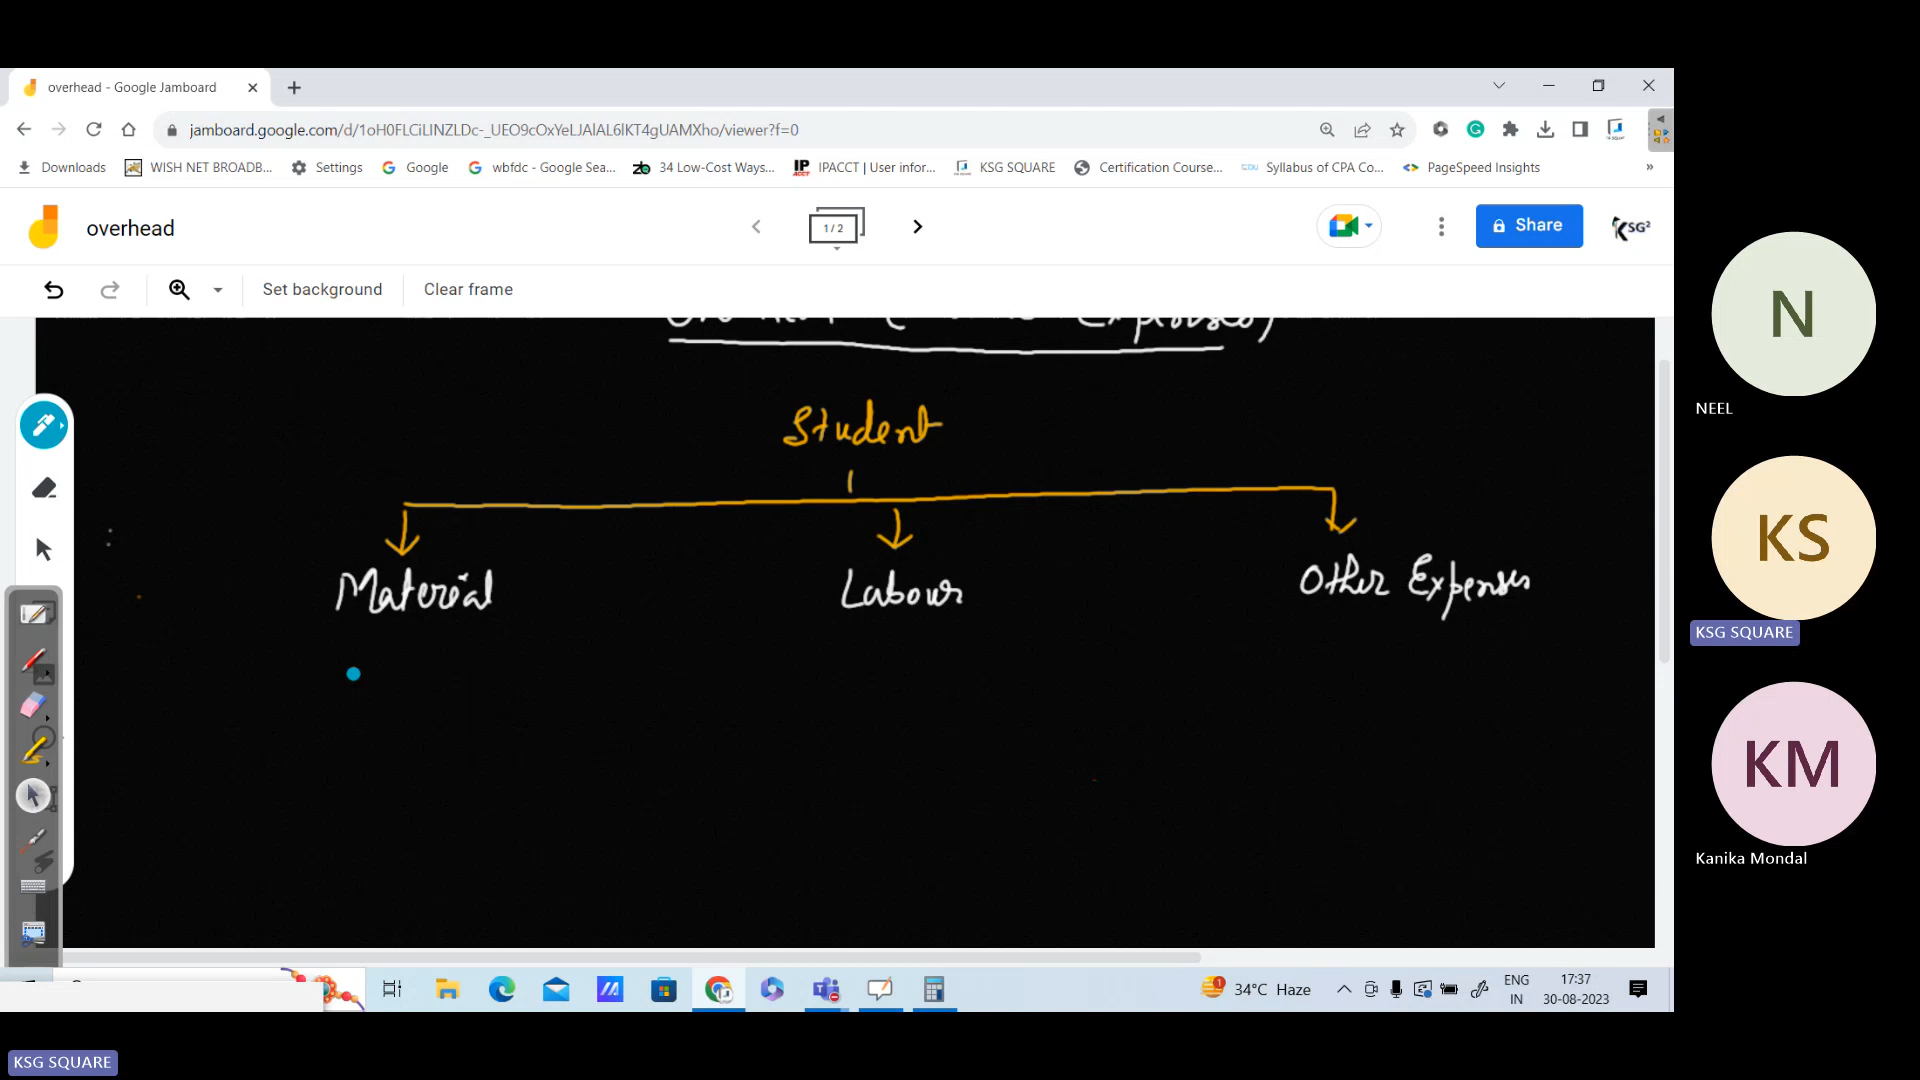 overhead - Google Jamboard
jamboard.google.com/d/1oH0FLCiLINZLDc-_UEO9cOxYeLJAlAL6lKT4gUAMXho/viewer?f=0
Downloads WISH NET BROADB... Settings Google wbfdc - Google Sea... 34 Low-Cost Ways... IPACCT | User infor... KSG SQUARE Certification Course... Syllabus of CPA Co... PageSpeed Insights »
overhead 1 / 2 Share KSG²
Set background Clear frame
Expenses)
Student
Material Labour Other Expenses
N
NEEL
KS
KSG SQUARE
KM
Kanika Mondal
34°C Haze ENG IN 17:37 30-08-2023
KSG SQUARE